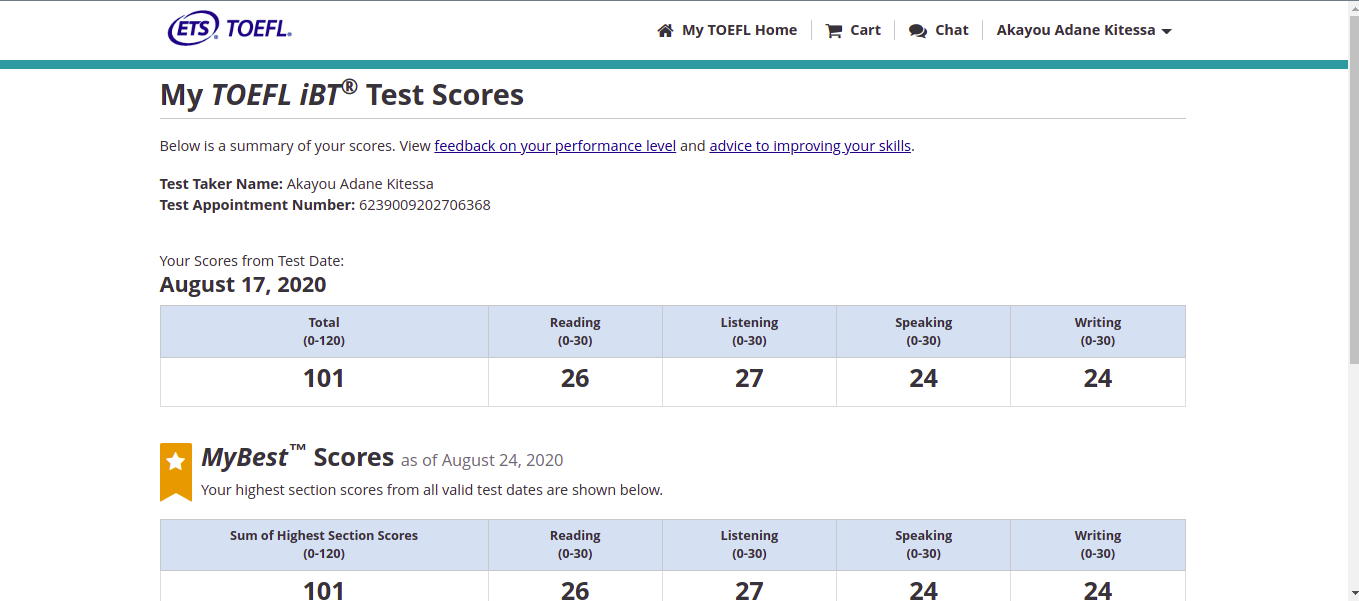 ETS® TOEFL®
My TOEFL Home Cart Chat Akayou Adane Kitessa
My TOEFL iBT® Test Scores
Below is a summary of your scores. View feedback on your performance level and advice to improving your skills.
Test Taker Name: Akayou Adane Kitessa
Test Appointment Number: 6239009202706368
Your Scores from Test Date:
August 17, 2020
Total Reading Listening Speaking Writing
(0-120) (0-30) (0-30) (0-30) (0-30)
101 26 27 24 24
MyBest™ Scores as of August 24, 2020
Your highest section scores from all valid test dates are shown below.
Sum of Highest Section Scores Reading Listening Speaking Writing
(0-120) (0-30) (0-30) (0-30) (0-30)
101 26 27 24 24